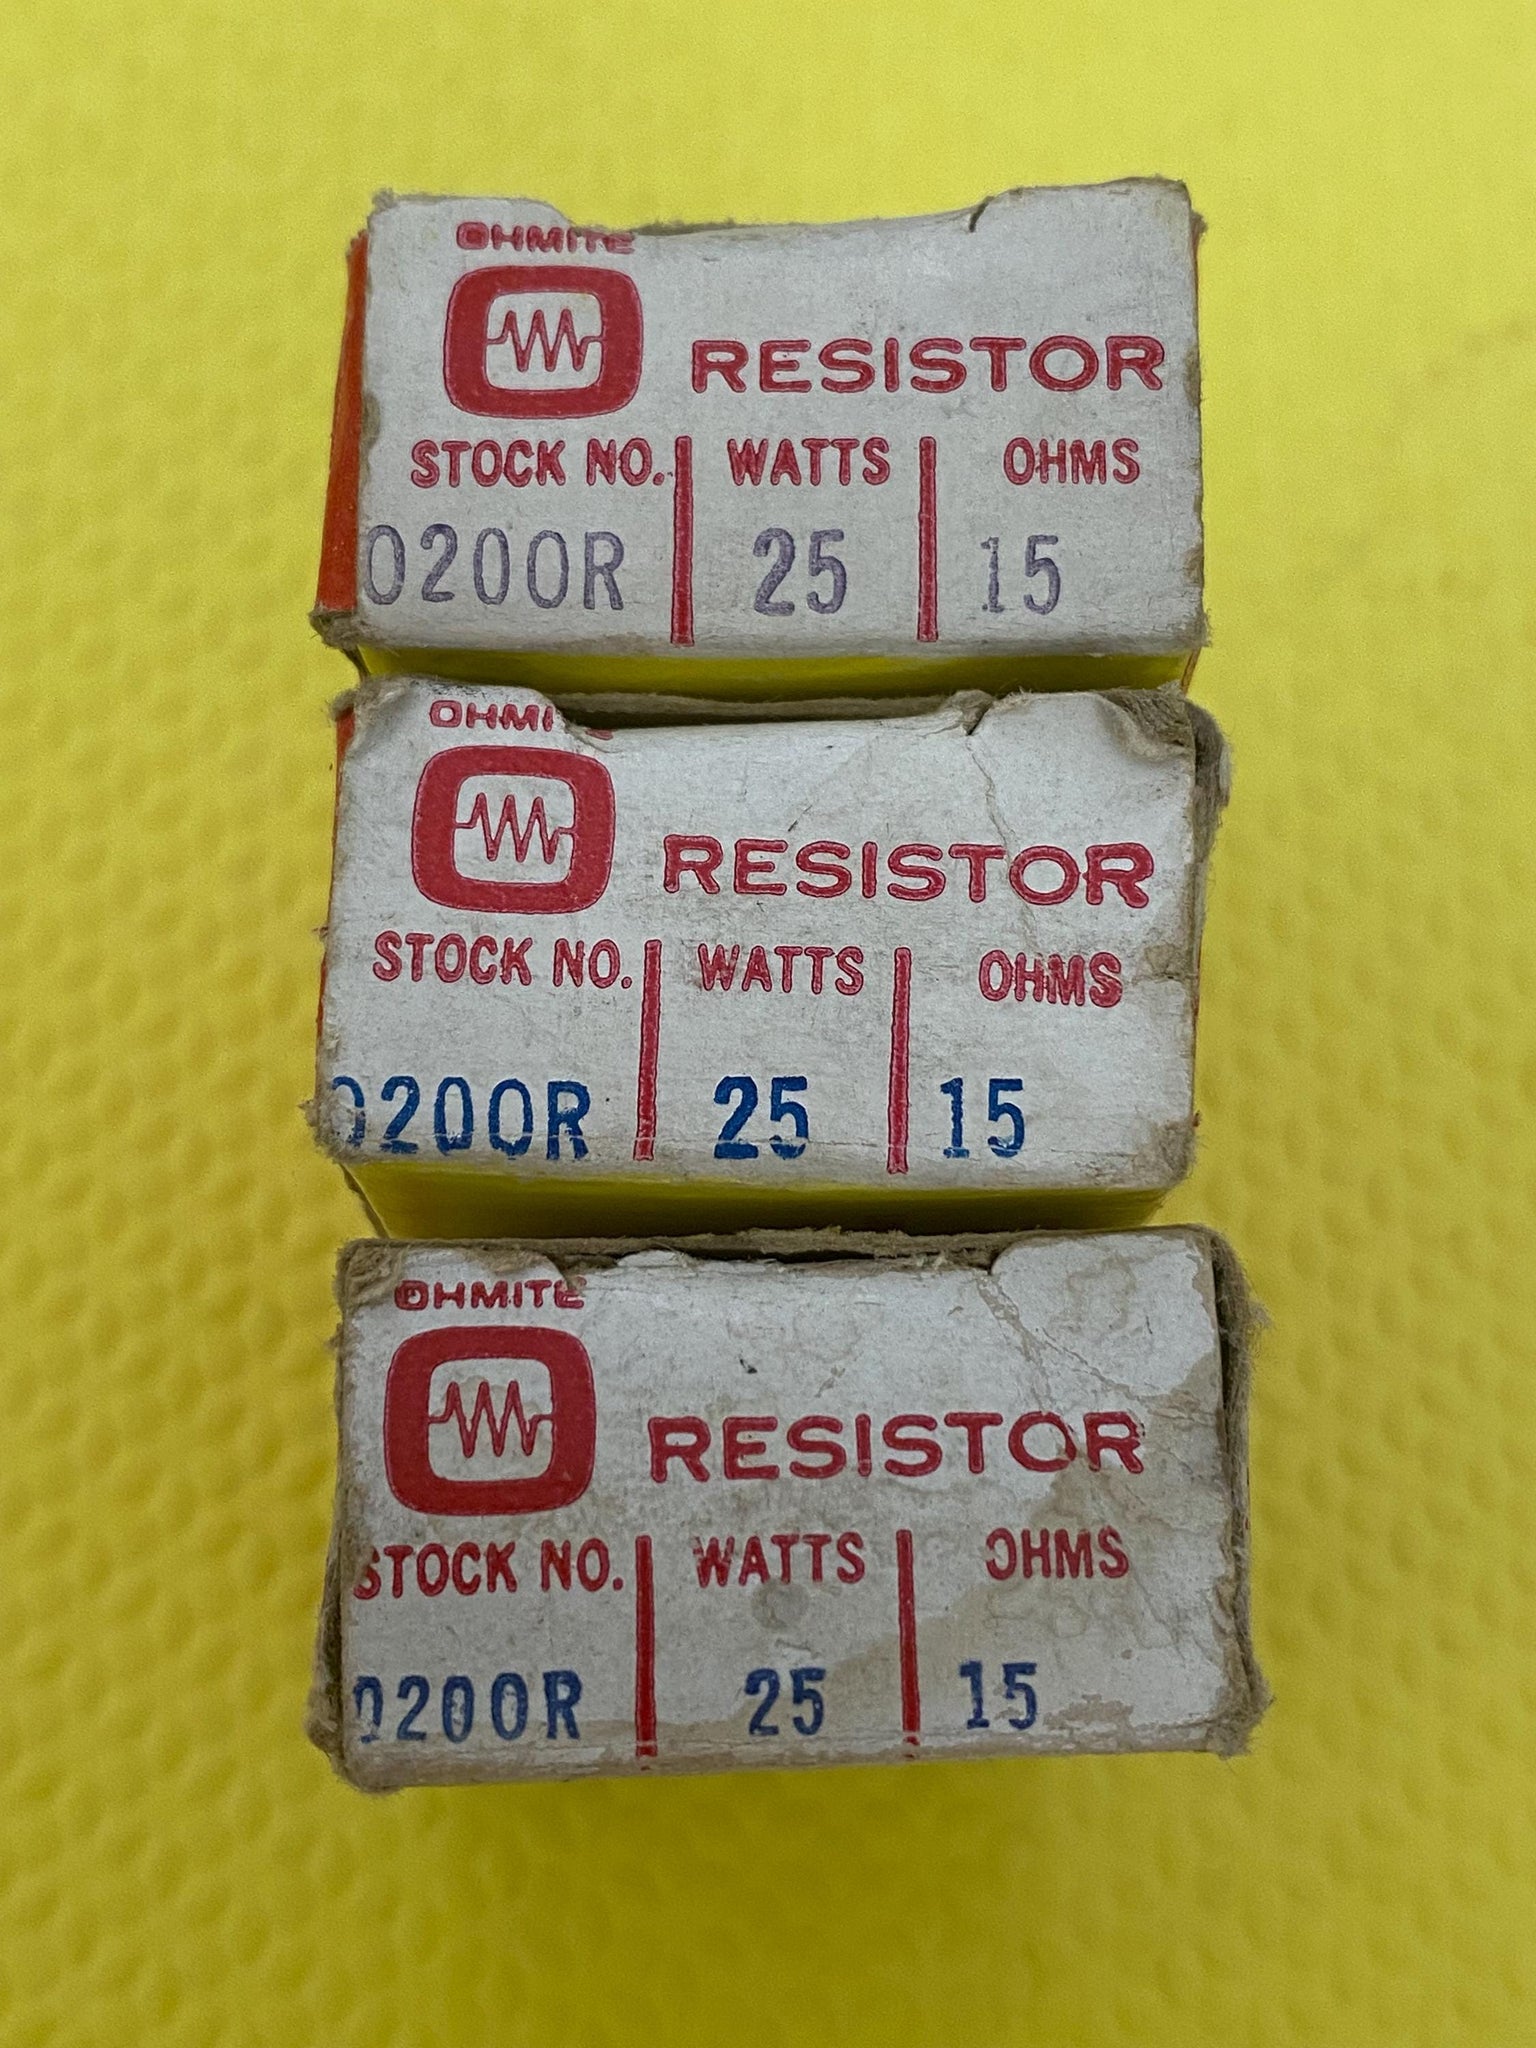 OHMITE
RESISTOR
STOCK NO. WATTS OHMS
0200R 25 15
OHMI
RESISTOR
STOCK NO. WATTS OHMS
0200R 25 15
OHMITE
RESISTOR
STOCK NO. WATTS OHMS
0200R 25 15